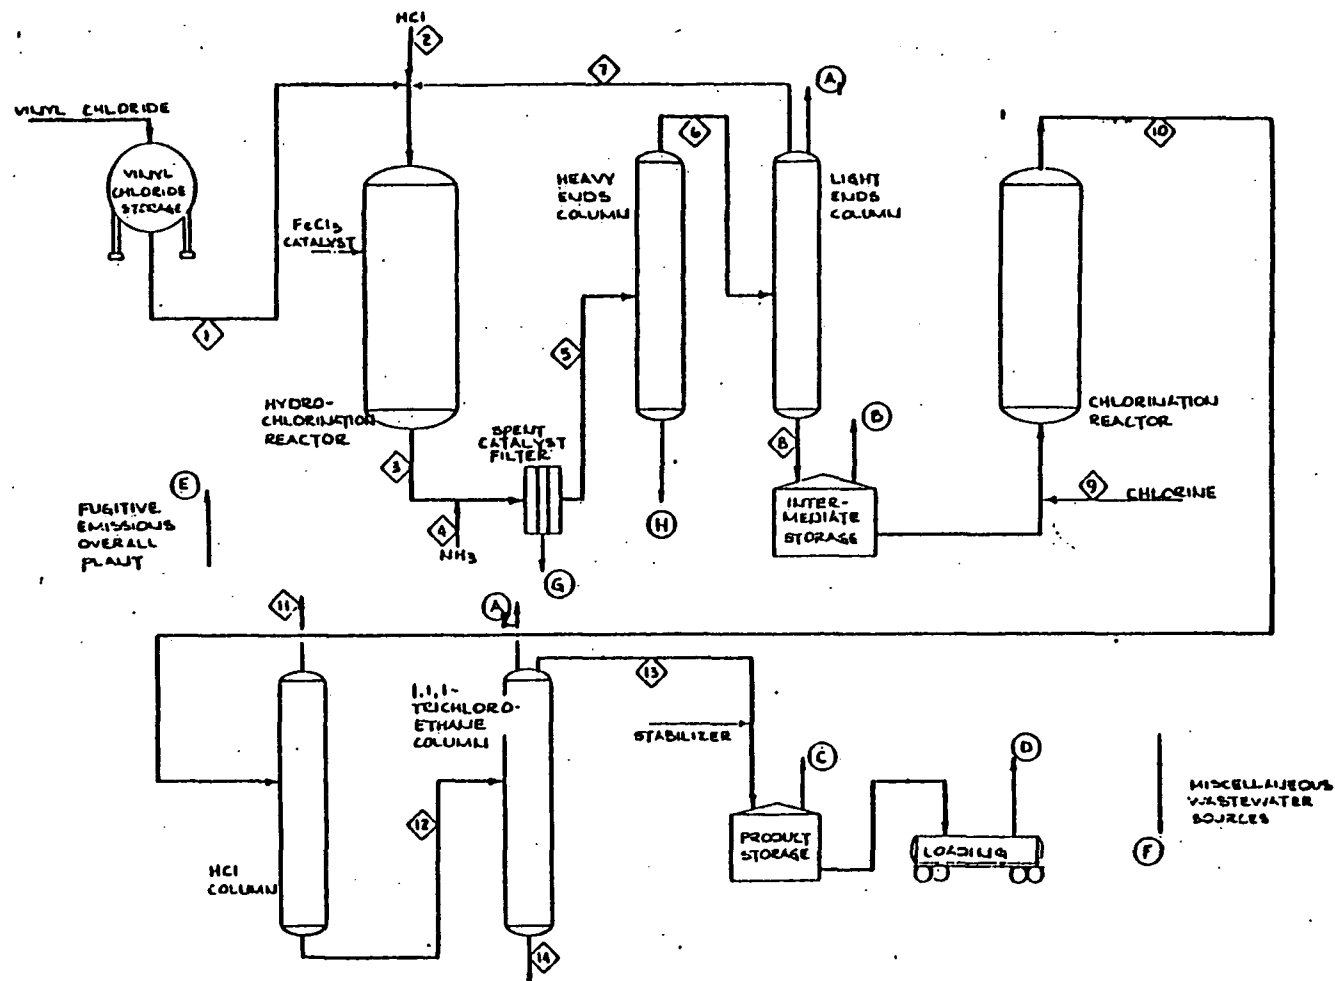 HCl
2
7
A
VINYL CHLORIDE
6
10
VINYL
CHLORIDE
STORAGE
HEAVY
ENDS
COLUMN
LIGHT
ENDS
COLUMN
FeCl3
CATALYST
1
5
HYDRO-
CHLORINATION
REACTOR
CHLORINATION
REACTOR
SPENT
CATALYST
FILTER
B
8
3
E
9
CHLORINE
FUGITIVE
EMISSIONS
OVERALL
PLANT
INTER-
MEDIATE
STORAGE
H
4
NH3
G
11
A
13
1,1,1-
TRICHLORO-
ETHANE
COLUMN
STABILIZER
C
D
MISCELLANEOUS
WASTEWATER
SOURCES
12
PRODUCT
STORAGE
LOADING
F
HCl
COLUMN
14